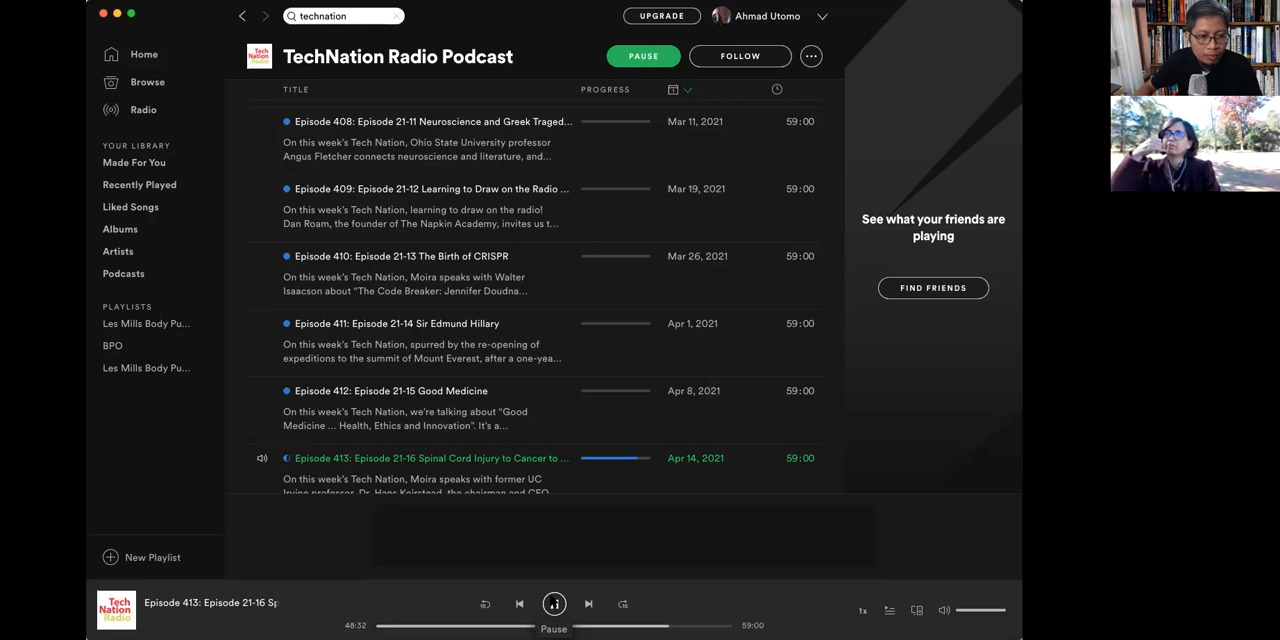 technation
UPGRADE
Ahmad Utomo
Home
Browse
Radio
YOUR LIBRARY
Made For You
Recently Played
Liked Songs
Albums
Artists
Podcasts
PLAYLISTS
Les Mills Body Pu...
BPO
Les Mills Body Pu...
New Playlist
Tech
Nation
Radio
TechNation Radio Podcast
PAUSE
FOLLOW
TITLE
PROGRESS
Episode 408: Episode 21-11 Neuroscience and Greek Traged...
Mar 11, 2021
59:00
On this week's Tech Nation, Ohio State University professor
Angus Fletcher connects neuroscience and literature, and...
Episode 409: Episode 21-12 Learning to Draw on the Radio ...
Mar 19, 2021
59:00
On this week's Tech Nation, learning to draw on the radio!
Dan Roam, the founder of The Napkin Academy, invites us t...
Episode 410: Episode 21-13 The Birth of CRISPR
Mar 26, 2021
59:00
On this week's Tech Nation, Moira speaks with Walter
Isaacson about "The Code Breaker: Jennifer Doudna...
Episode 411: Episode 21-14 Sir Edmund Hillary
Apr 1, 2021
59:00
On this week's Tech Nation, spurred by the re-opening of
expeditions to the summit of Mount Everest, after a one-yea...
Episode 412: Episode 21-15 Good Medicine
Apr 8, 2021
59:00
On this week's Tech Nation, we're talking about "Good
Medicine ... Health, Ethics and Innovation". It's a...
Episode 413: Episode 21-16 Spinal Cord Injury to Cancer to ...
Apr 14, 2021
59:00
On this week's Tech Nation, Moira speaks with former UC
Irvine professor, Dr. Hans Keirstead, the chairman and CEO
See what your friends are
playing
FIND FRIENDS
Tech
Nation
Radio
Episode 413: Episode 21-16 Sp
48:32
59:00
Pause
1x